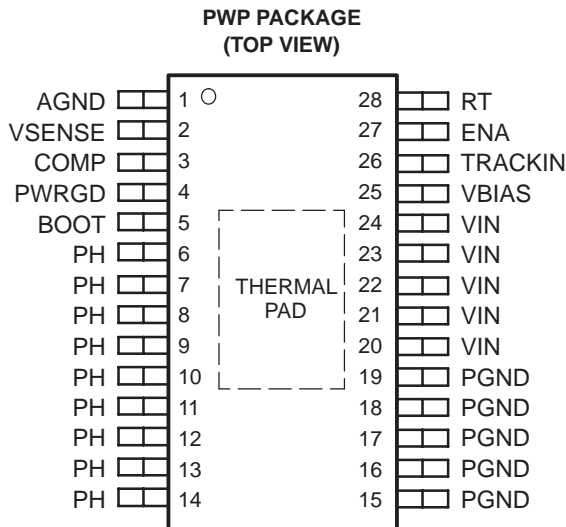 PWP PACKAGE
(TOP VIEW)
AGND 1 28 RT
VSENSE 2 27 ENA
COMP 3 26 TRACKIN
PWRGD 4 25 VBIAS
BOOT 5 24 VIN
PH 6 23 VIN
PH 7 22 VIN
PH 8 21 VIN
PH 9 20 VIN
PH 10 19 PGND
PH 11 18 PGND
PH 12 17 PGND
PH 13 16 PGND
PH 14 15 PGND
THERMAL
PAD